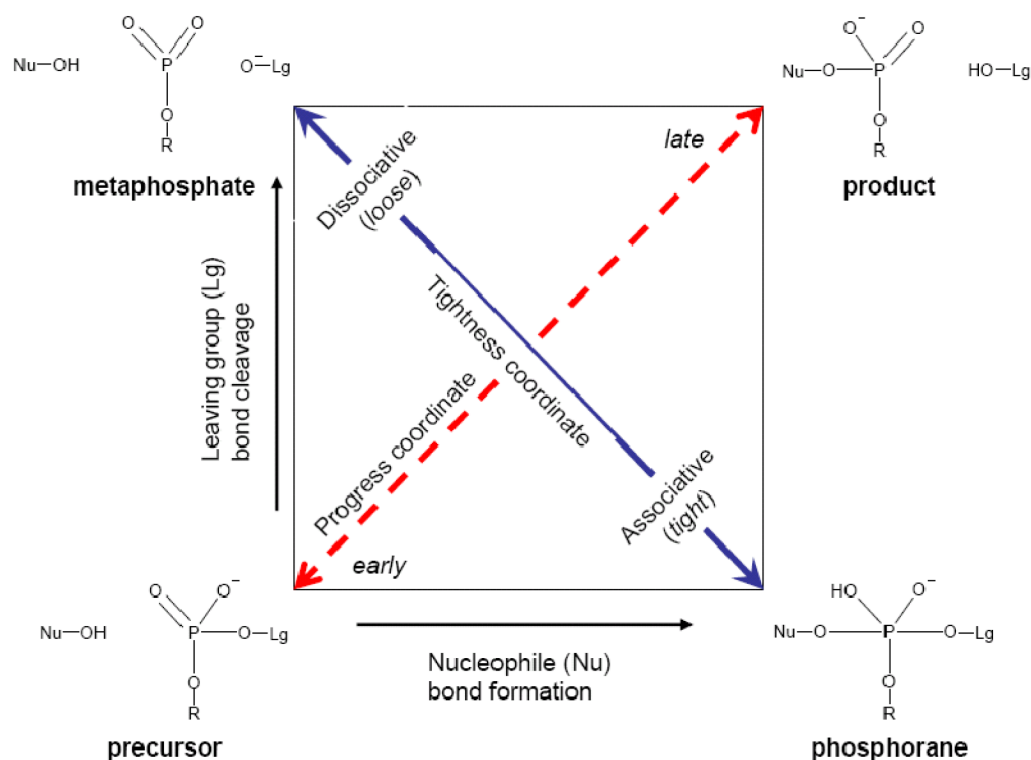 O O
Nu—OH P O⁻—Lg
O
R
metaphosphate
O⁻ O
Nu—O—P HO—Lg
O
R
product
late
Dissociative
(loose)
Leaving group (Lg)
bond cleavage
Tightness coordinate
Progress coordinate
Associative
(tight)
early
O O⁻
Nu—OH P—O—Lg
O
R
precursor
Nucleophile (Nu)
bond formation
HO O⁻
Nu—O—P—O—Lg
O
R
phosphorane